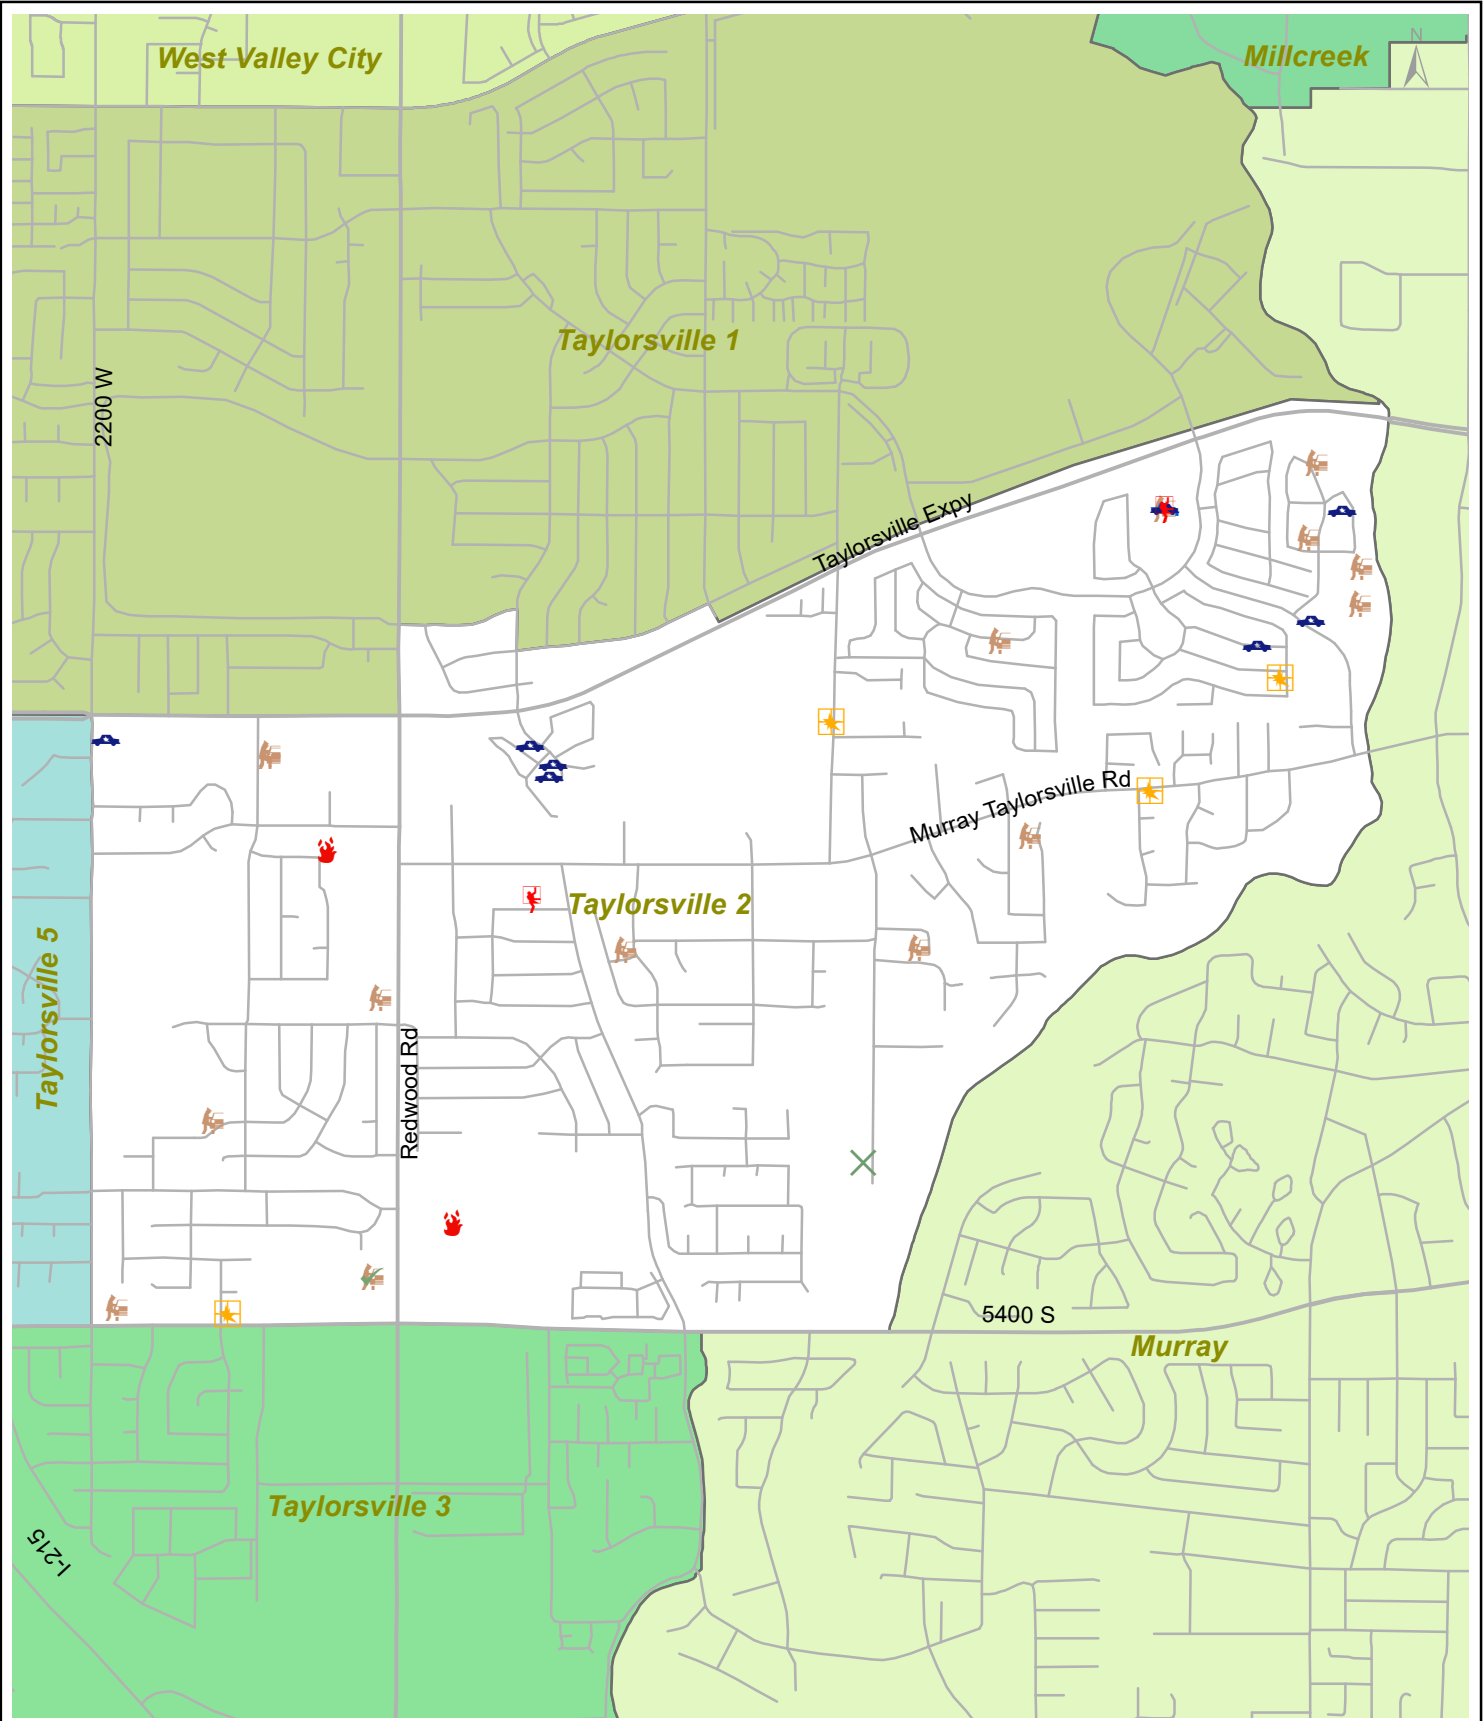 West Valley City
Millcreek
N
Taylorsville 1
2200 W
Taylorsville Expy
Murray Taylorsville Rd
Taylorsville 2
Taylorsville 5
Redwood Rd
5400 S
Murray
Taylorsville 3
I-215